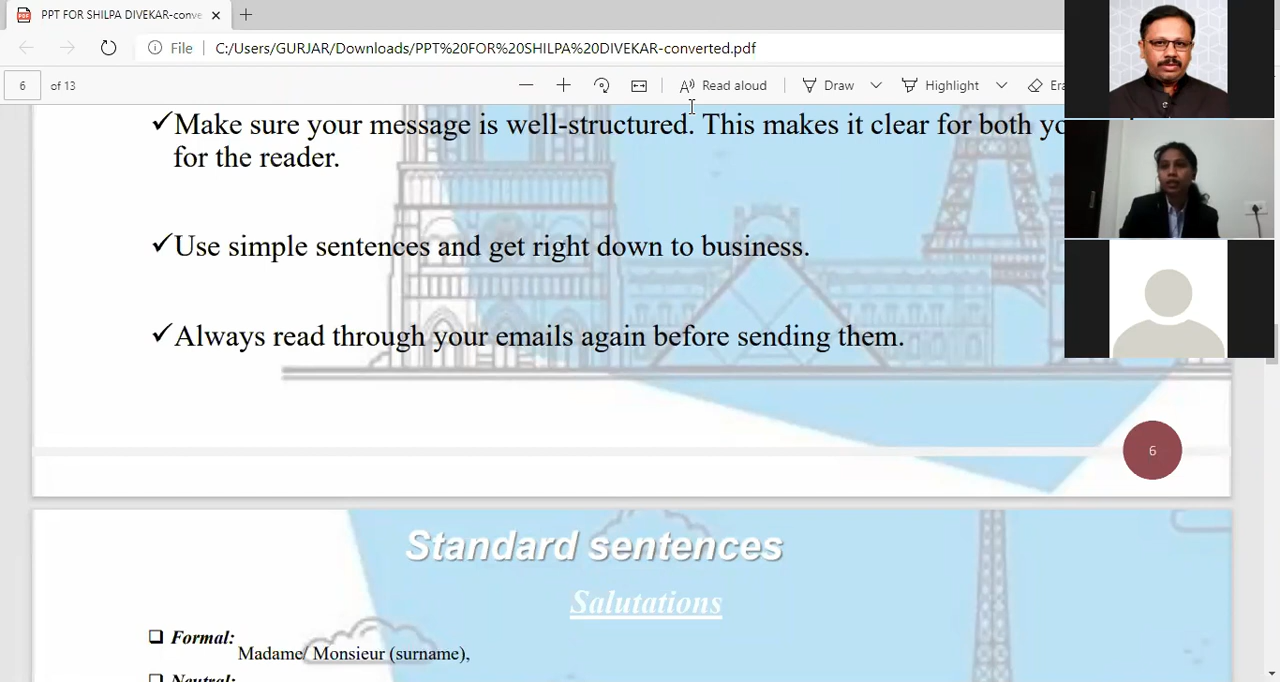 PPT FOR SHILPA DIVEKAR-conve
File C:/Users/GURJAR/Downloads/PPT%20FOR%20SHILPA%20DIVEKAR-converted.pdf
6 of 13 Read aloud Draw Highlight
✓Make sure your message is well-structured. This makes it clear for both
for the reader.
✓Use simple sentences and get right down to business.
✓Always read through your emails again before sending them.
6
Standard sentences
Salutations
❑ Formal:
Madame/ Monsieur (surname),
❑ Neutral: